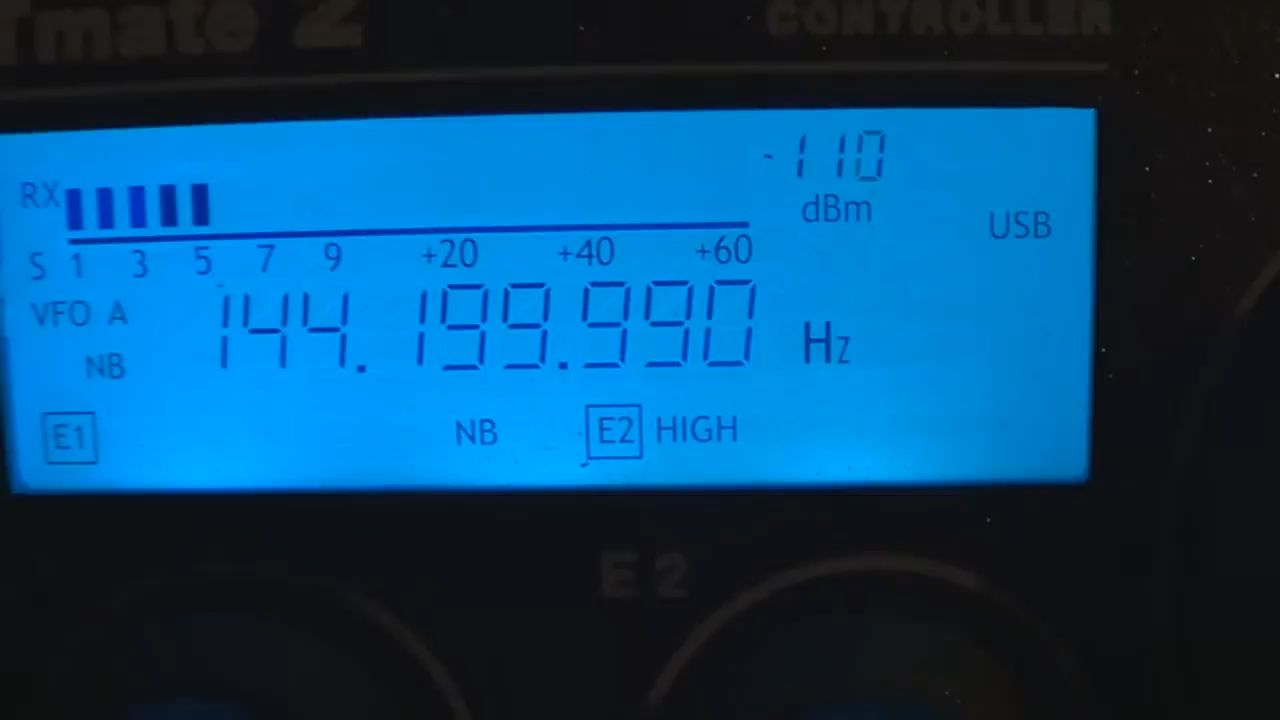 Tmate 2
CONTROLLER
-110
dBm
RX
USB
S 1 3 5 7 9 +20 +40 +60
VFO A
144.199.990 Hz
NB
E1 NB E2 HIGH
E2